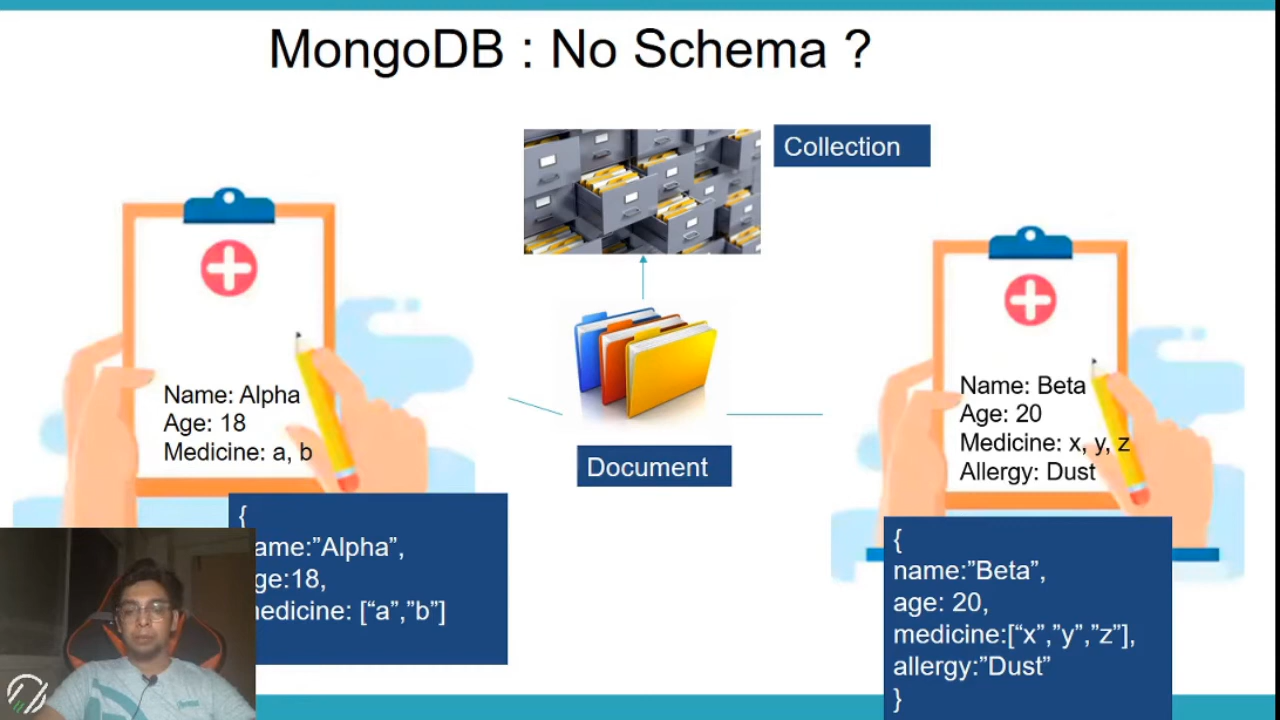 MongoDB : No Schema ?
Collection
Name: Alpha
Age: 18
Medicine: a, b
Document
Name: Beta
Age: 20
Medicine: x, y, z
Allergy: Dust
{
ame:”Alpha”,
ge:18,
edicine: [“a”,”b”]
{
name:”Beta”,
age: 20,
medicine:[“x”,”y”,”z”],
allergy:”Dust”
}